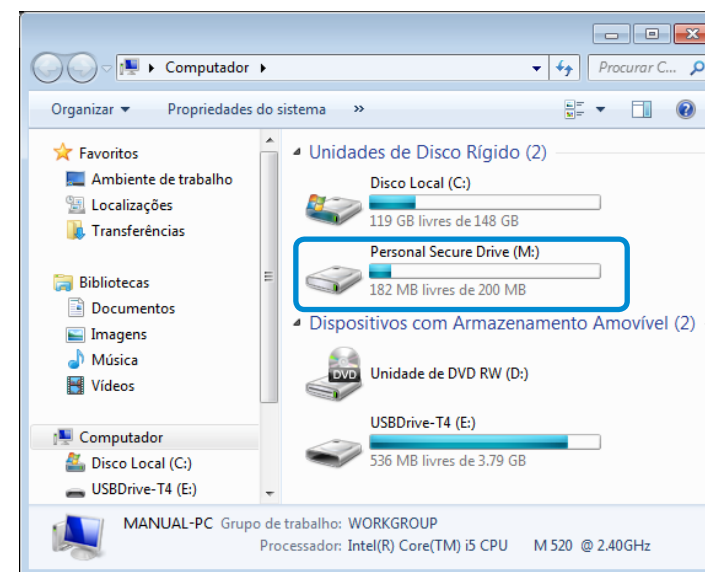 Computador
Procurar C...
Organizar
Propriedades do sistema
»
Favoritos
Ambiente de trabalho
Localizações
Transferências
Bibliotecas
Documentos
Imagens
Música
Vídeos
Computador
Disco Local (C:)
USBDrive-T4 (E:)
Unidades de Disco Rígido (2)
Disco Local (C:)
119 GB livres de 148 GB
Personal Secure Drive (M:)
182 MB livres de 200 MB
Dispositivos com Armazenamento Amovível (2)
DVD
Unidade de DVD RW (D:)
USBDrive-T4 (E:)
536 MB livres de 3.79 GB
MANUAL-PC Grupo de trabalho: WORKGROUP
Processador: Intel(R) Core(TM) i5 CPU M 520 @ 2.40GHz